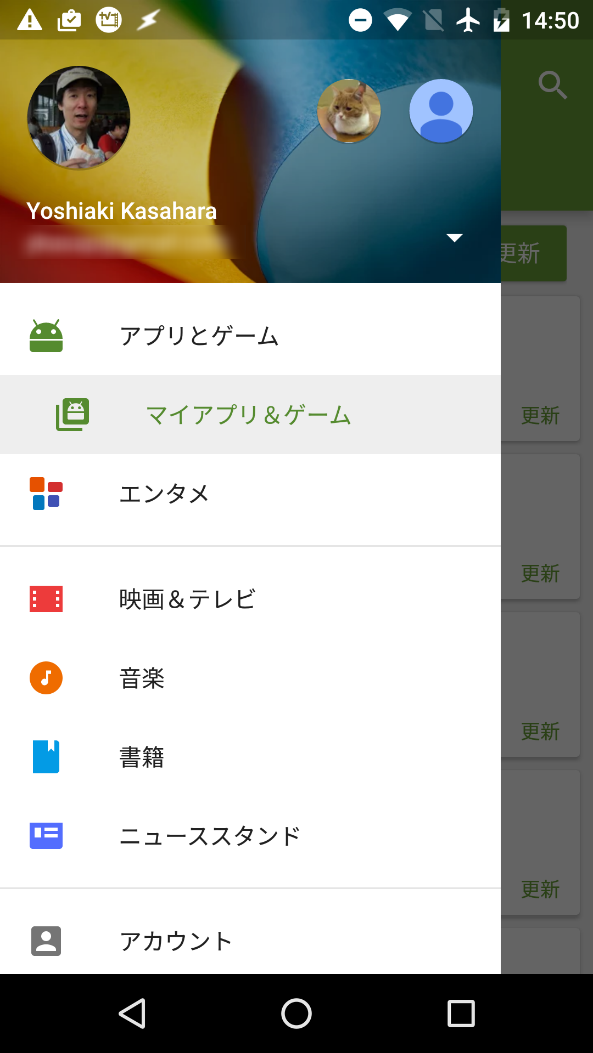 14:50
Yoshiaki Kasahara
更新
アプリとゲーム
マイアプリ＆ゲーム
更新
エンタメ
更新
映画＆テレビ
音楽
更新
書籍
ニューススタンド
更新
アカウント